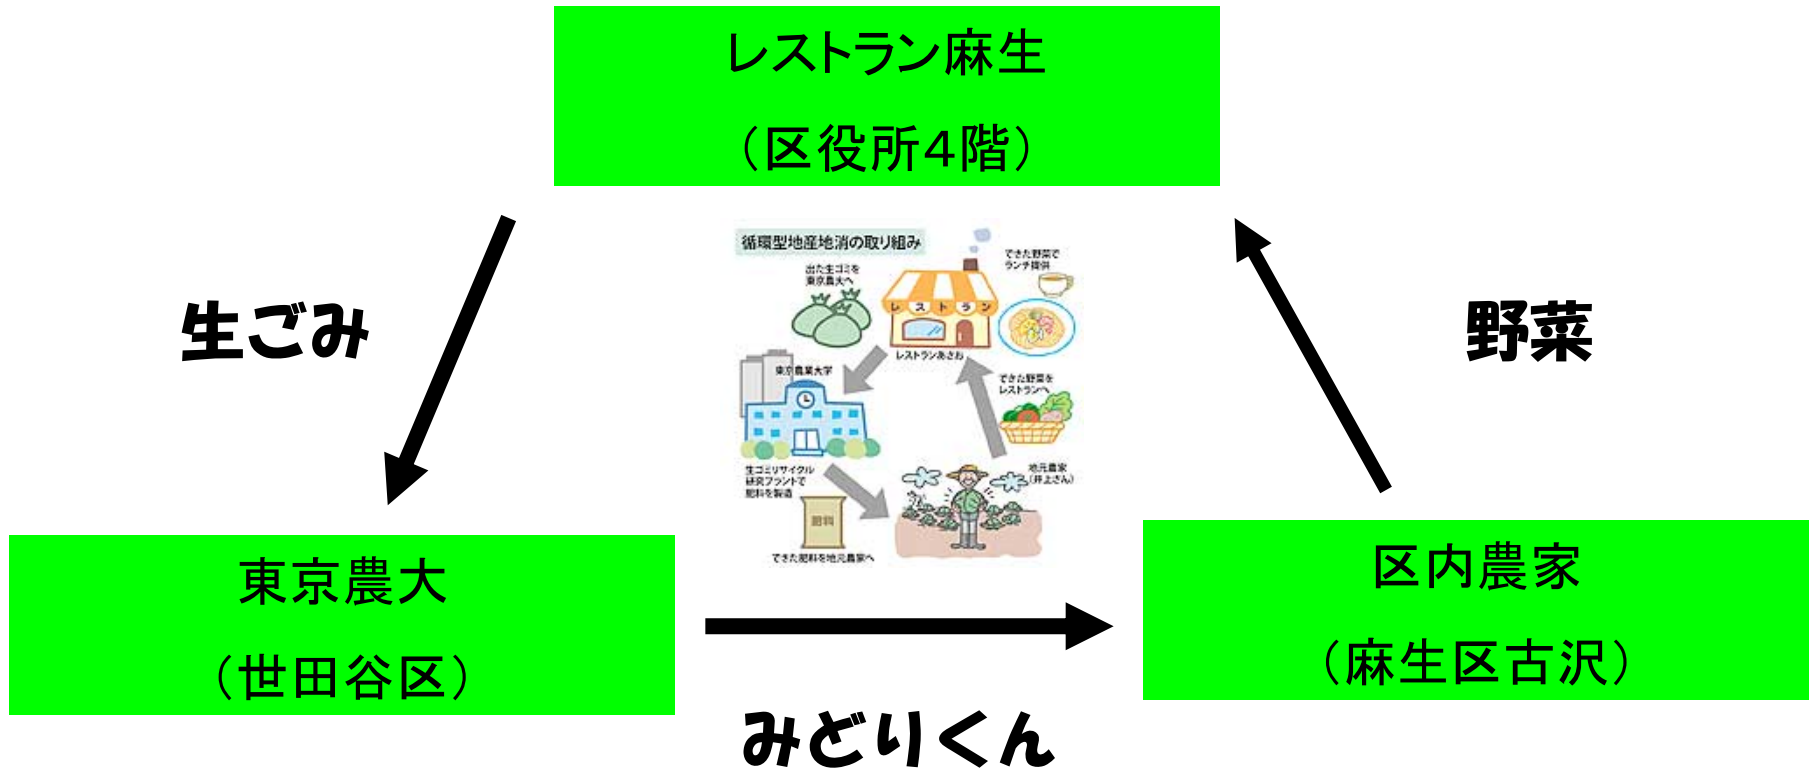 レストラン麻生
（区役所４階）
循環型地産地消の取り組み
出た生ゴミを
東京農大へ
できた野菜で
ランチ提供
レストラン
レストランあさお
生ごみ
野菜
東京農業大学
できた野菜を
レストランへ
生ゴミリサイクル
研究プラントで
肥料を製造
地元農家
（井上さん）
肥料
できた肥料を地元農家へ
東京農大
（世田谷区）
区内農家
（麻生区古沢）
みどりくん